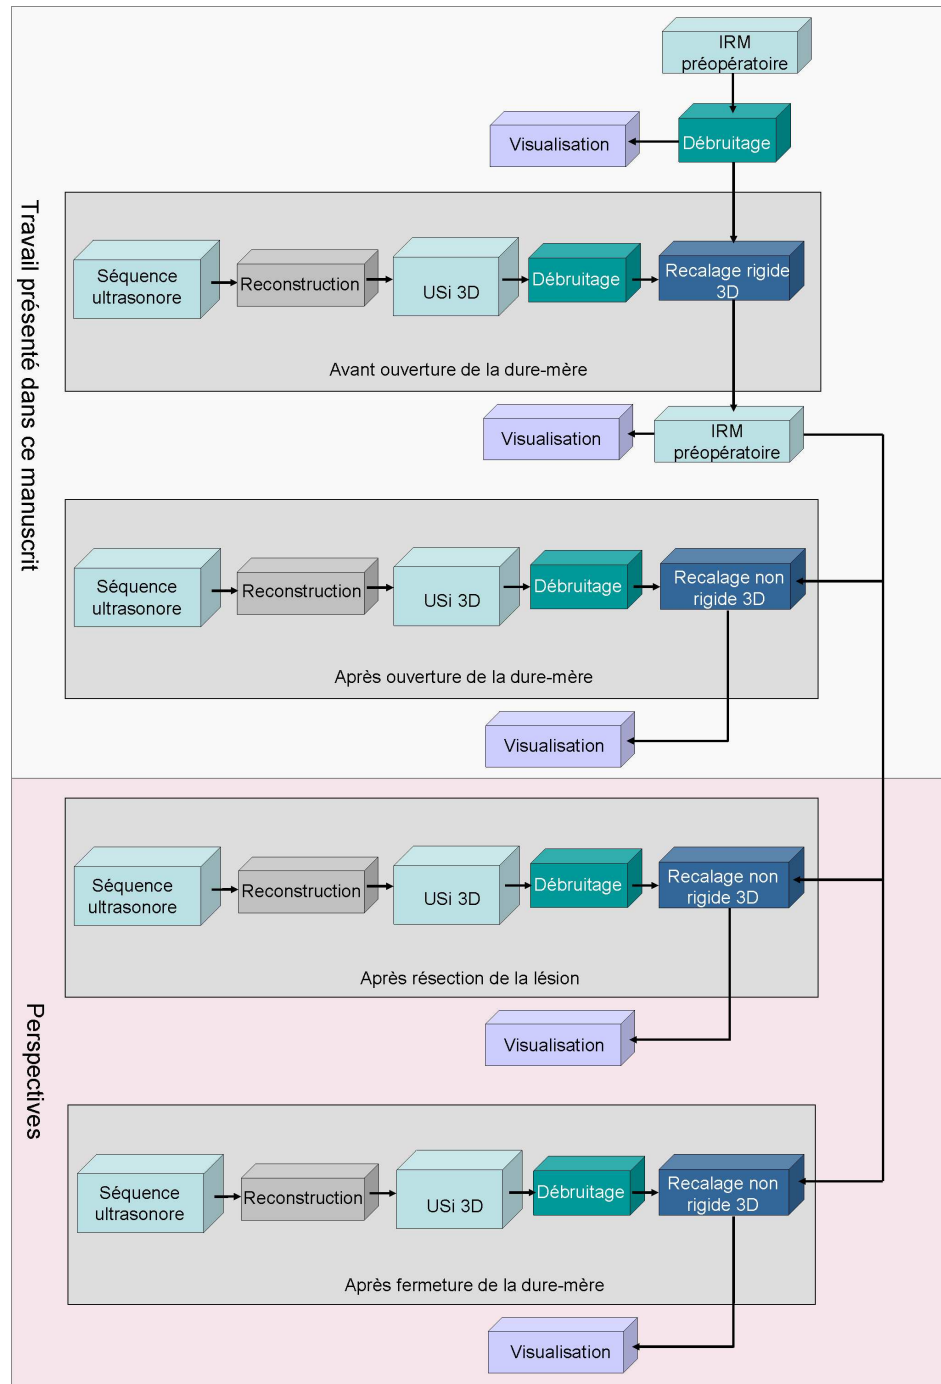 IRM
préopératoire
Visualisation
Débruitage
Travail présenté dans ce manuscrit
Séquence
ultrasonore
Reconstruction
USi 3D
Débruitage
Recalage rigide
3D
Avant ouverture de la dure-mère
Visualisation
IRM
préopératoire
Séquence
ultrasonore
Reconstruction
USi 3D
Débruitage
Recalage non
rigide 3D
Après ouverture de la dure-mère
Visualisation
Perspectives
Séquence
ultrasonore
Reconstruction
USi 3D
Débruitage
Recalage non
rigide 3D
Après résection de la lésion
Visualisation
Séquence
ultrasonore
Reconstruction
USi 3D
Débruitage
Recalage non
rigide 3D
Après fermeture de la dure-mère
Visualisation